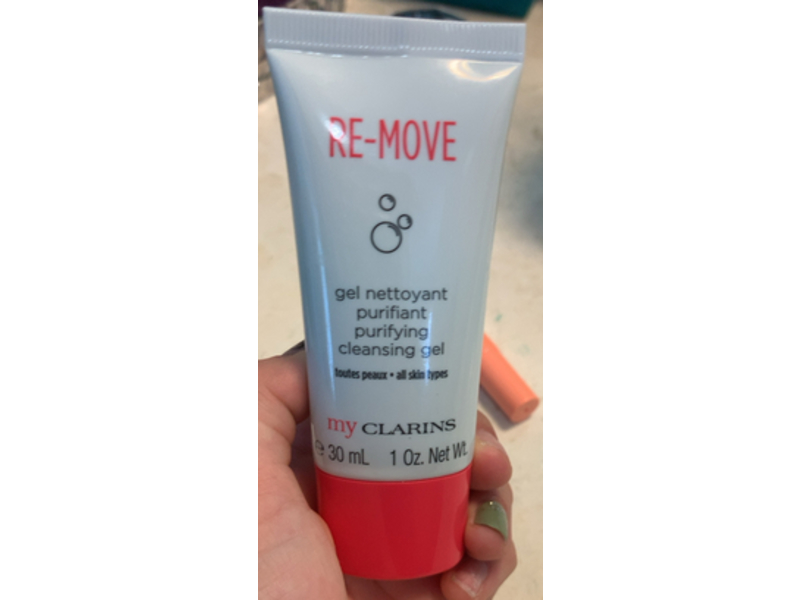 RE-MOVE
gel nettoyant
purifiant
purifying
cleansing gel
toutes peaux • all skin types
my CLARINS
℮ 30 mL 1 Oz. Net Wt.